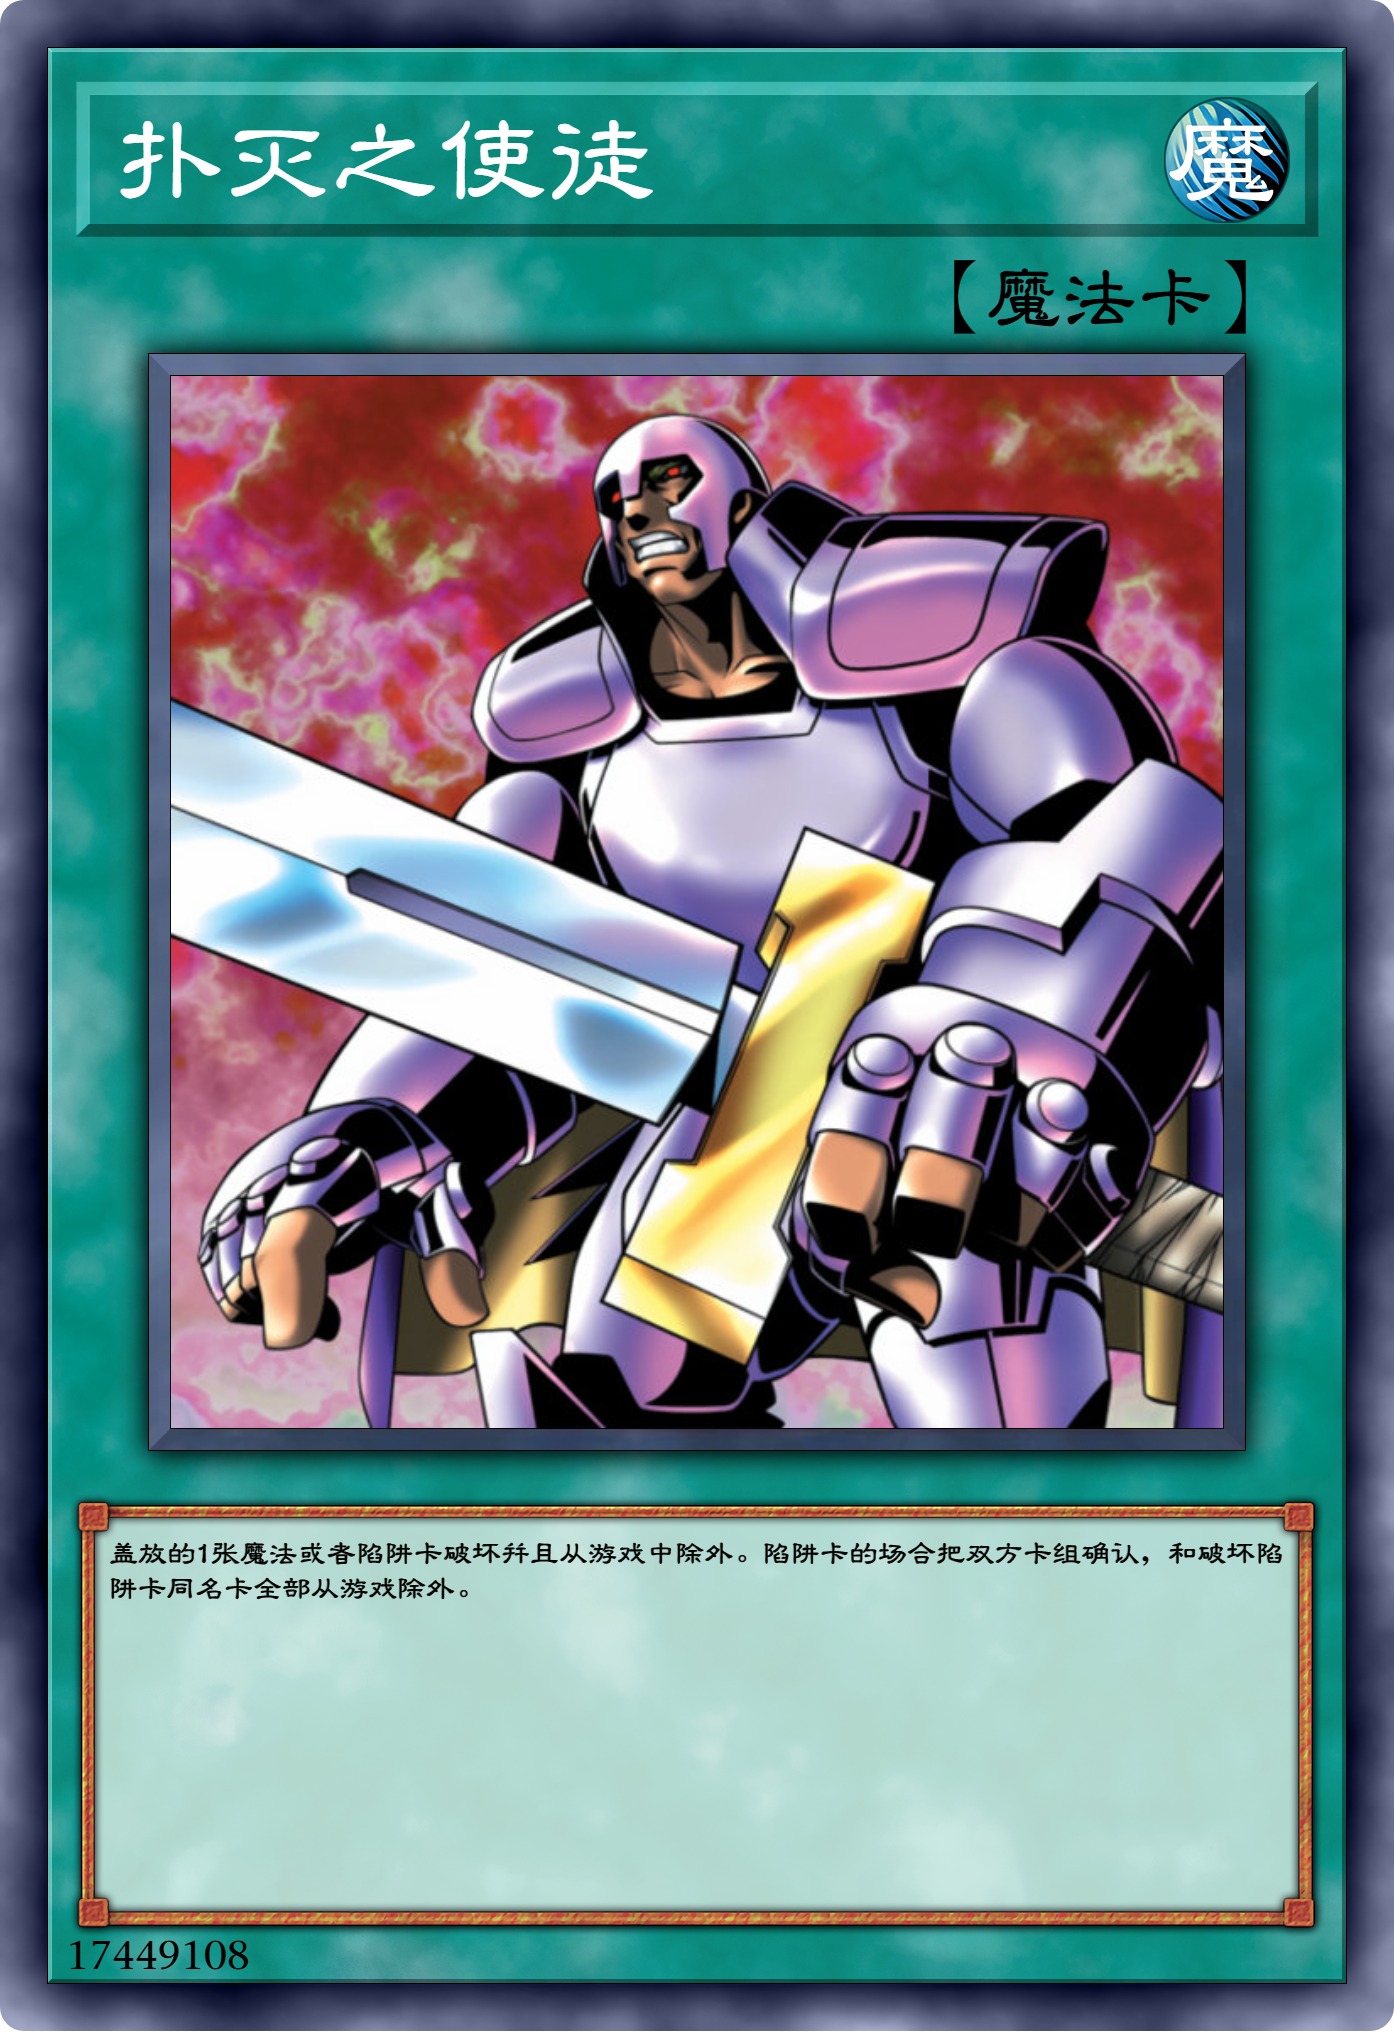 扑灭之使徒
魔
【魔法卡】
盖放的1张魔法或者陷阱卡破坏并且从游戏中除外。陷阱卡的场合把双方卡组确认，和破坏陷
阱卡同名卡全部从游戏除外。
17449108